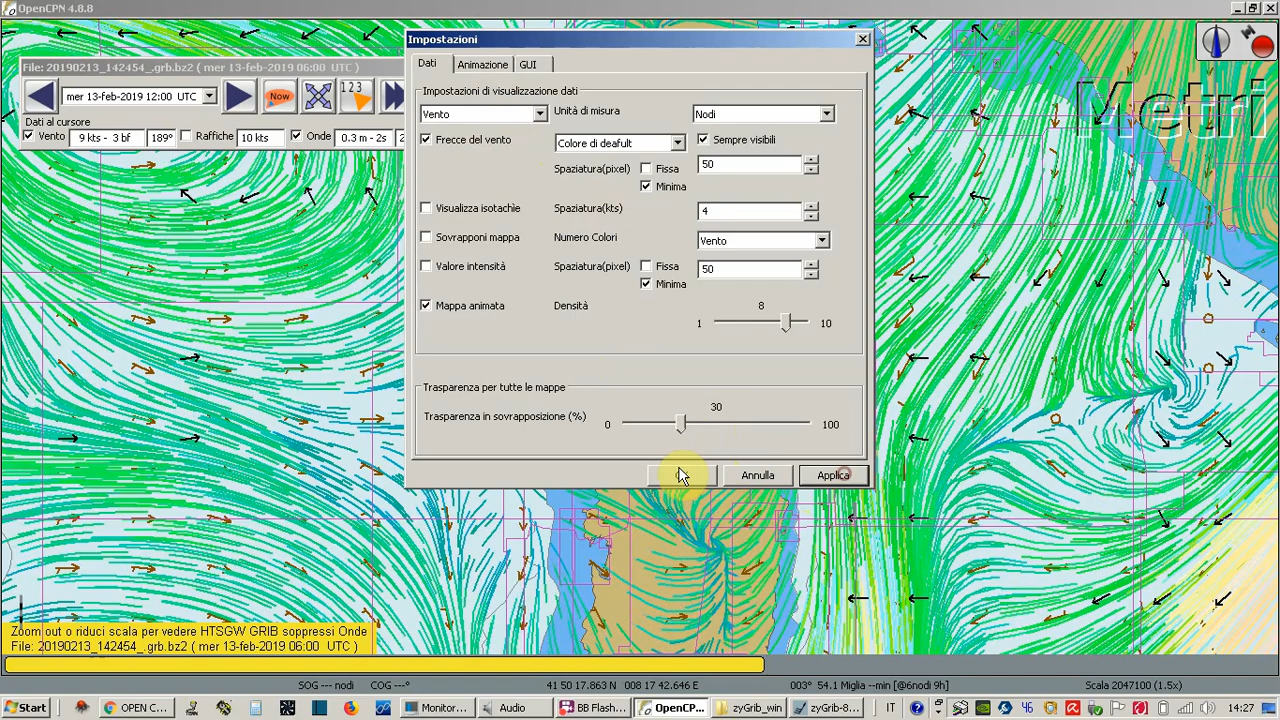 OpenCPN 4.8.8
Impostazioni
Dati
Animazione
GUI
File: 20190213_142454_.grb.bz2 ( mer 13-feb-2019 06:00 UTC )
mer 13-feb-2019 12:00 UTC
Now
1 2 3
Dati al cursore
Vento 9 kts - 3 bf 189° Raffiche 10 kts Onde 0.3 m - 2s
Metri
Impostazioni di visualizzazione dati
Vento Unità di misura Nodi
Frecce del vento Colore di deafult Sempre visibili
Spaziatura(pixel) Fissa 50
Minima
Visualizza isotachie Spaziatura(kts) 4
Sovrapponi mappa Numero Colori Vento
Valore intensità Spaziatura(pixel) Fissa 50
Minima
Mappa animata Densità 8
1 10
Trasparenza per tutte le mappe
30
Trasparenza in sovrapposizione (%) 0 100
Annulla Applica
Zoom out o riduci scala per vedere HTSGW GRIB soppressi Onde
File: 20190213_142454_.grb.bz2 ( mer 13-feb-2019 06:00 UTC )
SOG --- nodi COG ---° 41 50 17.863 N 008 17 42.646 E 003° 54.1 Miglia --min [@6nodi 9h] Scala 2047100 (1.5x)
Start OPEN C... Monitor... Audio BB Flash... OpenCP... zyGrib_win zyGrib-8... IT 14:27